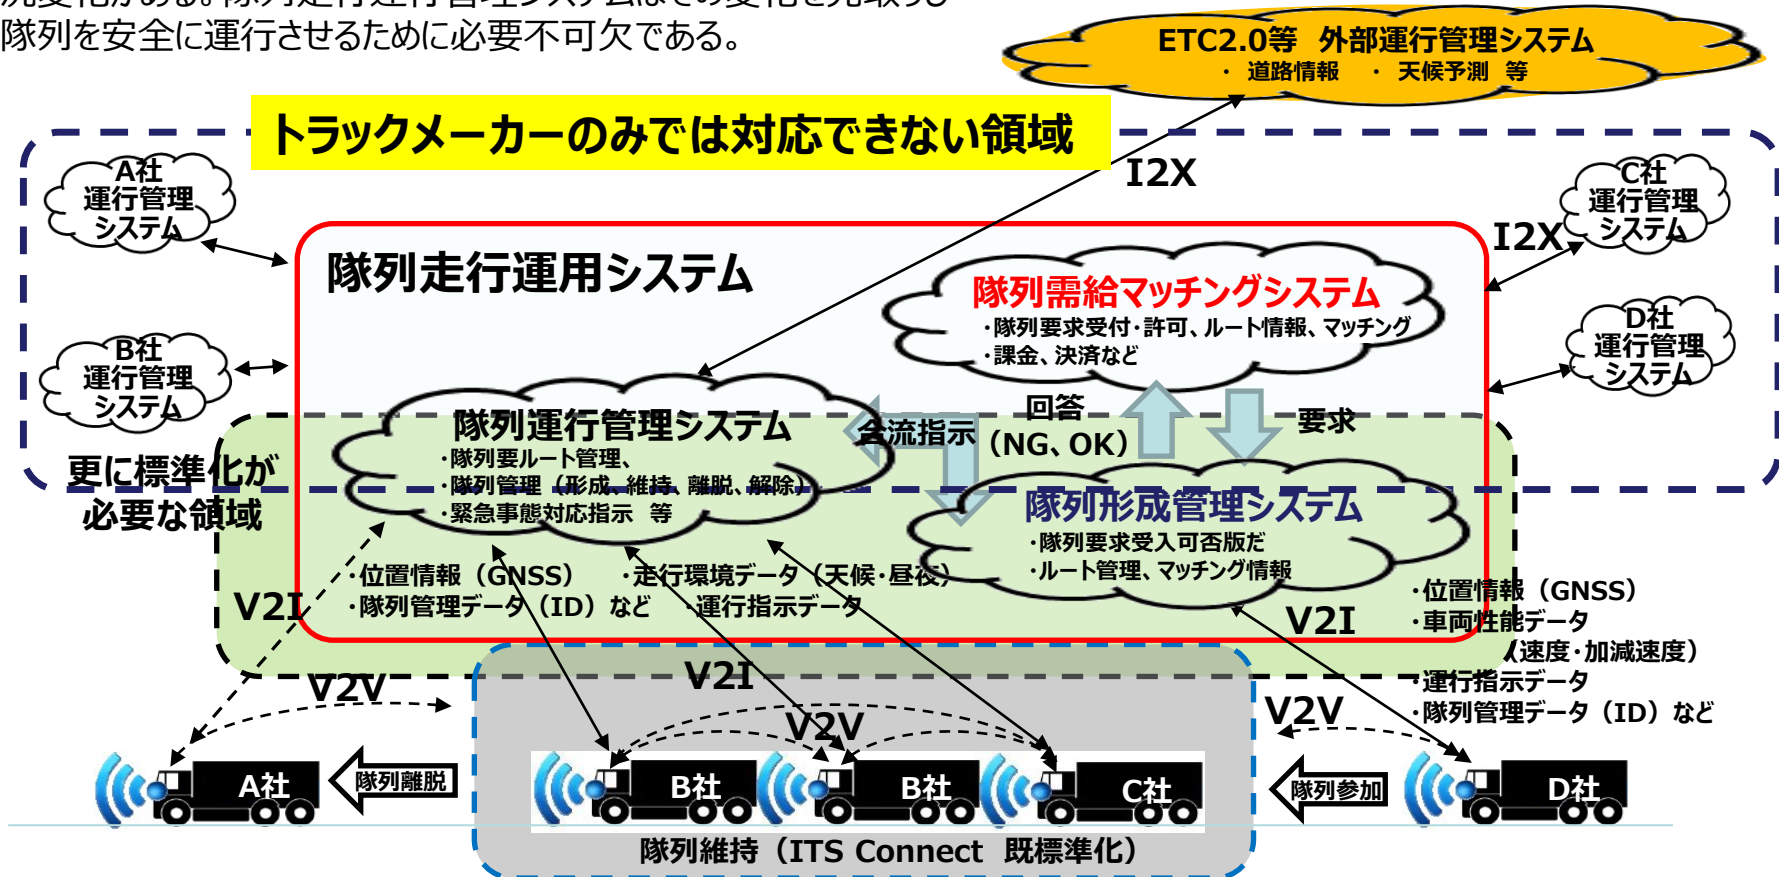 隊列を安全に運行させるために必要不可欠である。
ETC2.0等 外部運行管理システム
・ 道路情報 ・ 天候予測 等
トラックメーカーのみでは対応できない領域
I2X
A社
運行管理
システム
C社
運行管理
システム
I2X
隊列走行運用システム
隊列需給マッチングシステム
・隊列要求受付・許可、ルート情報、マッチング
・課金、決済など
B社
運行管理
システム
D社
運行管理
システム
隊列運行管理システム
・隊列要ルート管理、
・隊列管理（形成、維持、離脱、解除）
・緊急事態対応指示 等
合流指示
回答
（NG、OK）
要求
更に標準化が
必要な領域
隊列形成管理システム
・隊列要求受入可否版だ
・ルート管理、マッチング情報
・位置情報（GNSS） ・走行環境データ（天候・昼夜）
・隊列管理データ（ID）など ・運行指示データ
V2I
V2I
・位置情報（GNSS）
・車両性能データ
（速度・加減速度）
・運行指示データ
・隊列管理データ（ID）など
V2V
V2I
V2V
V2V
A社
隊列離脱
B社
B社
C社
隊列参加
D社
隊列維持（ITS Connect 既標準化）